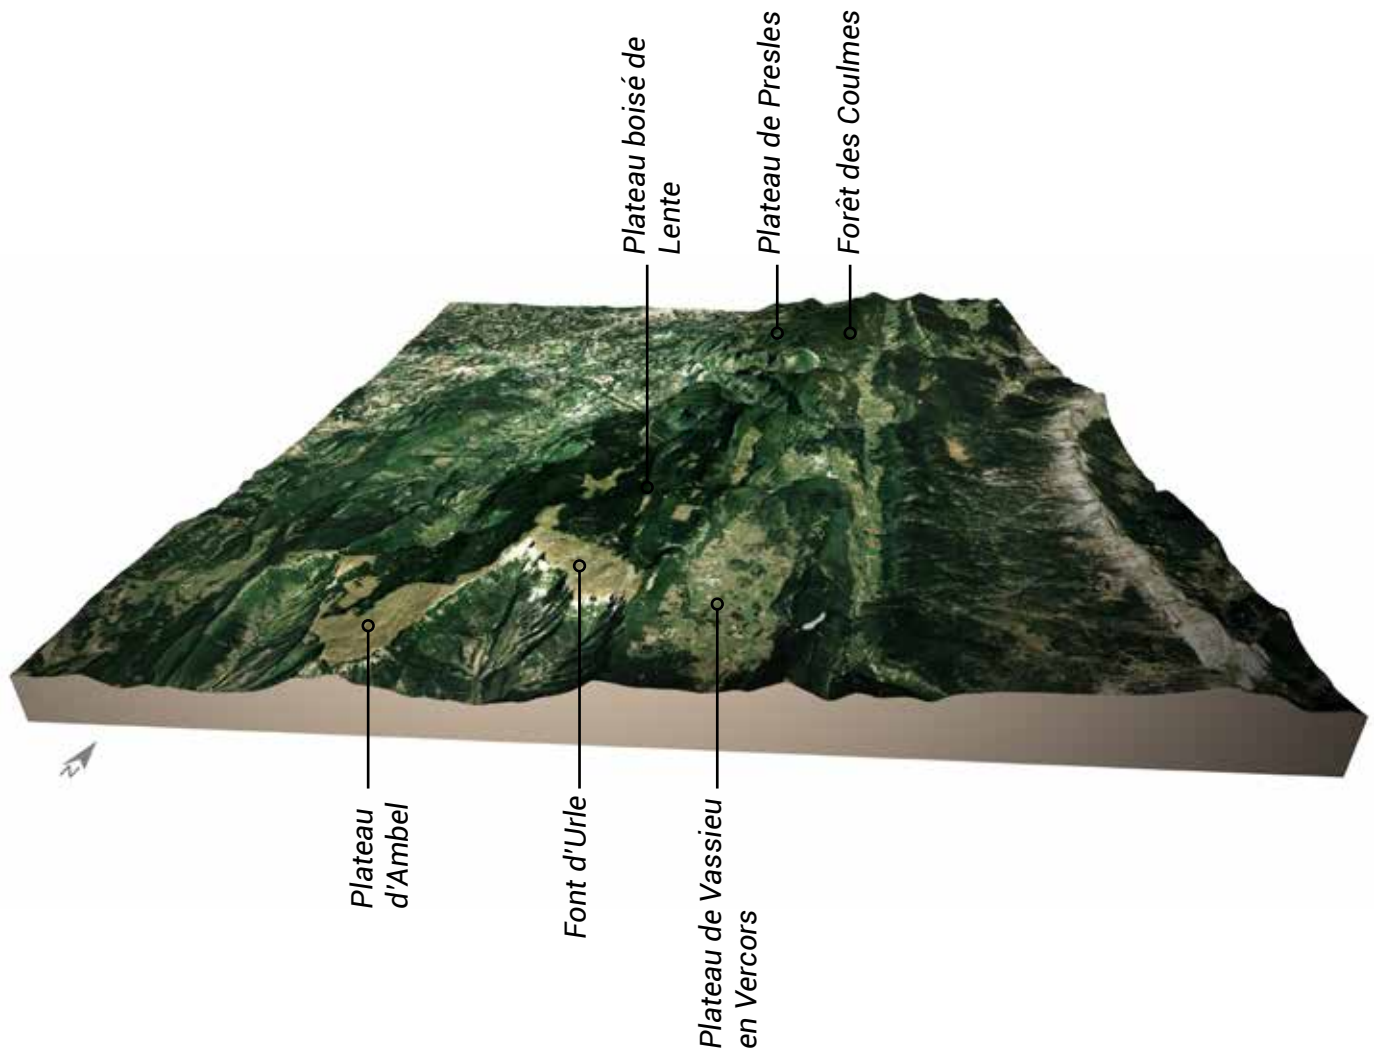 Plateau boisé de
Lente
Plateau de Presles
Forêt des Coulmes
Plateau
d'Ambel
Font d'Urle
Plateau de Vassieu
en Vercors
N